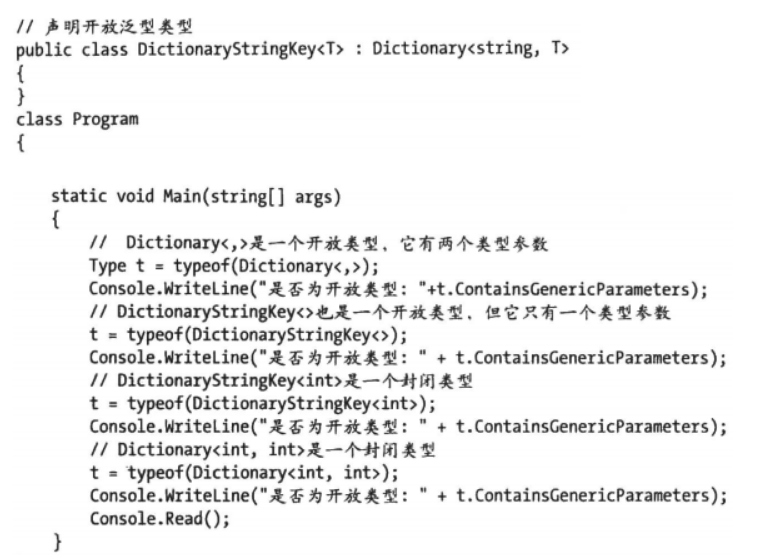 // 声明开放泛型类型
public class DictionaryStringKey<T> : Dictionary<string, T>
{
}
class Program
{
static void Main(string[] args)
{
// Dictionary<,>是一个开放类型，它有两个类型参数
Type t = typeof(Dictionary<,>);
Console.WriteLine("是否为开放类型: "+t.ContainsGenericParameters);
// DictionaryStringKey<>也是一个开放类型，但它只有一个类型参数
t = typeof(DictionaryStringKey<>);
Console.WriteLine("是否为开放类型: " + t.ContainsGenericParameters);
// DictionaryStringKey<int>是一个封闭类型
t = typeof(DictionaryStringKey<int>);
Console.WriteLine("是否为开放类型: " + t.ContainsGenericParameters);
// Dictionary<int, int>是一个封闭类型
t = typeof(Dictionary<int, int>);
Console.WriteLine("是否为开放类型: " + t.ContainsGenericParameters);
Console.Read();
}